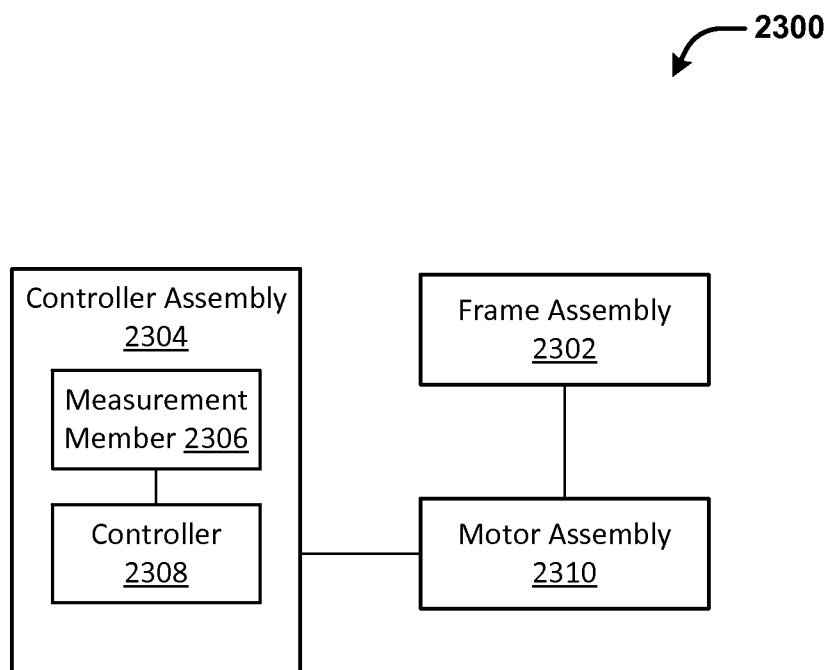 2300
Controller Assembly
2304
Measurement
Member 2306
Controller
2308
Frame Assembly
2302
Motor Assembly
2310